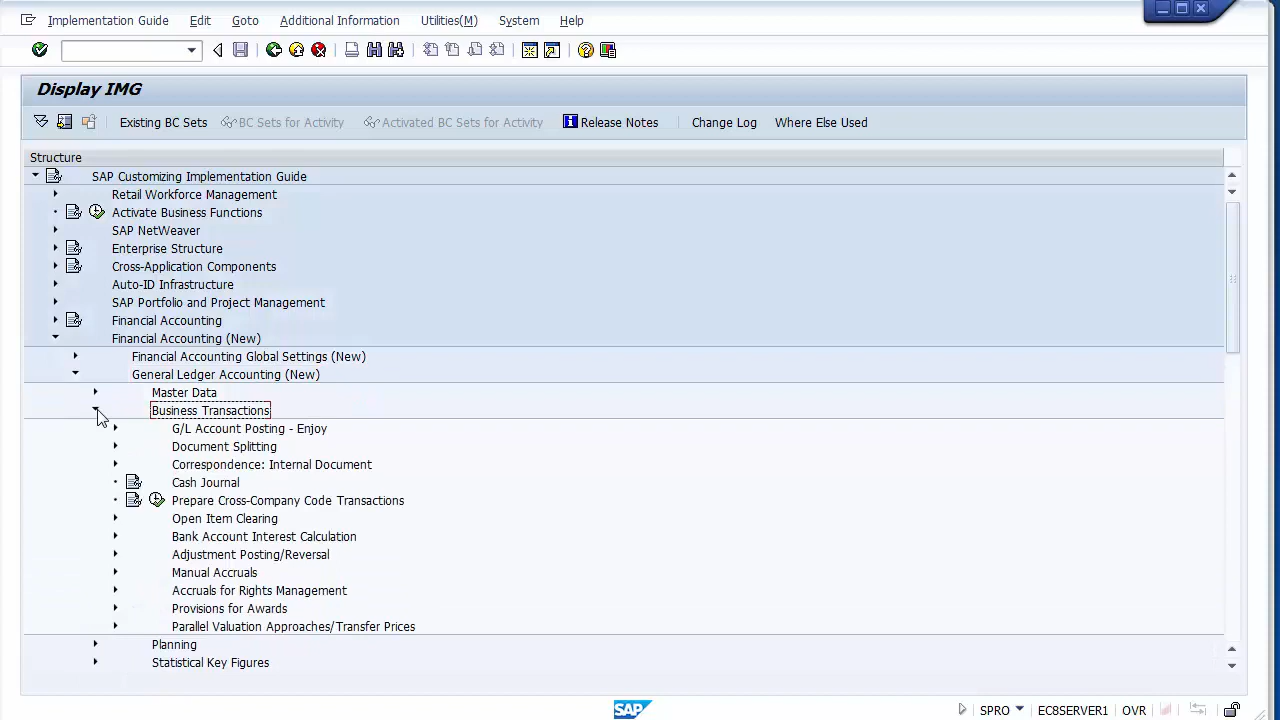 Implementation Guide Edit Goto Additional Information Utilities(M) System Help
Display IMG
Existing BC Sets BC Sets for Activity Activated BC Sets for Activity Release Notes Change Log Where Else Used
Structure
SAP Customizing Implementation Guide
Retail Workforce Management
Activate Business Functions
SAP NetWeaver
Enterprise Structure
Cross-Application Components
Auto-ID Infrastructure
SAP Portfolio and Project Management
Financial Accounting
Financial Accounting (New)
Financial Accounting Global Settings (New)
General Ledger Accounting (New)
Master Data
Business Transactions
G/L Account Posting - Enjoy
Document Splitting
Correspondence: Internal Document
Cash Journal
Prepare Cross-Company Code Transactions
Open Item Clearing
Bank Account Interest Calculation
Adjustment Posting/Reversal
Manual Accruals
Accruals for Rights Management
Provisions for Awards
Parallel Valuation Approaches/Transfer Prices
Planning
Statistical Key Figures
SAP SPRO ECSERVER1 OVR